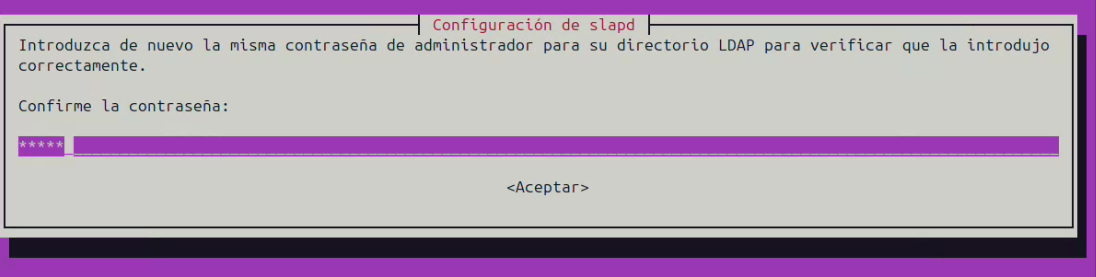 Configuración de slapd
Introduzca de nuevo la misma contraseña de administrador para su directorio LDAP para verificar que la introdujo
correctamente.
Confirme la contraseña:
*****
<Aceptar>